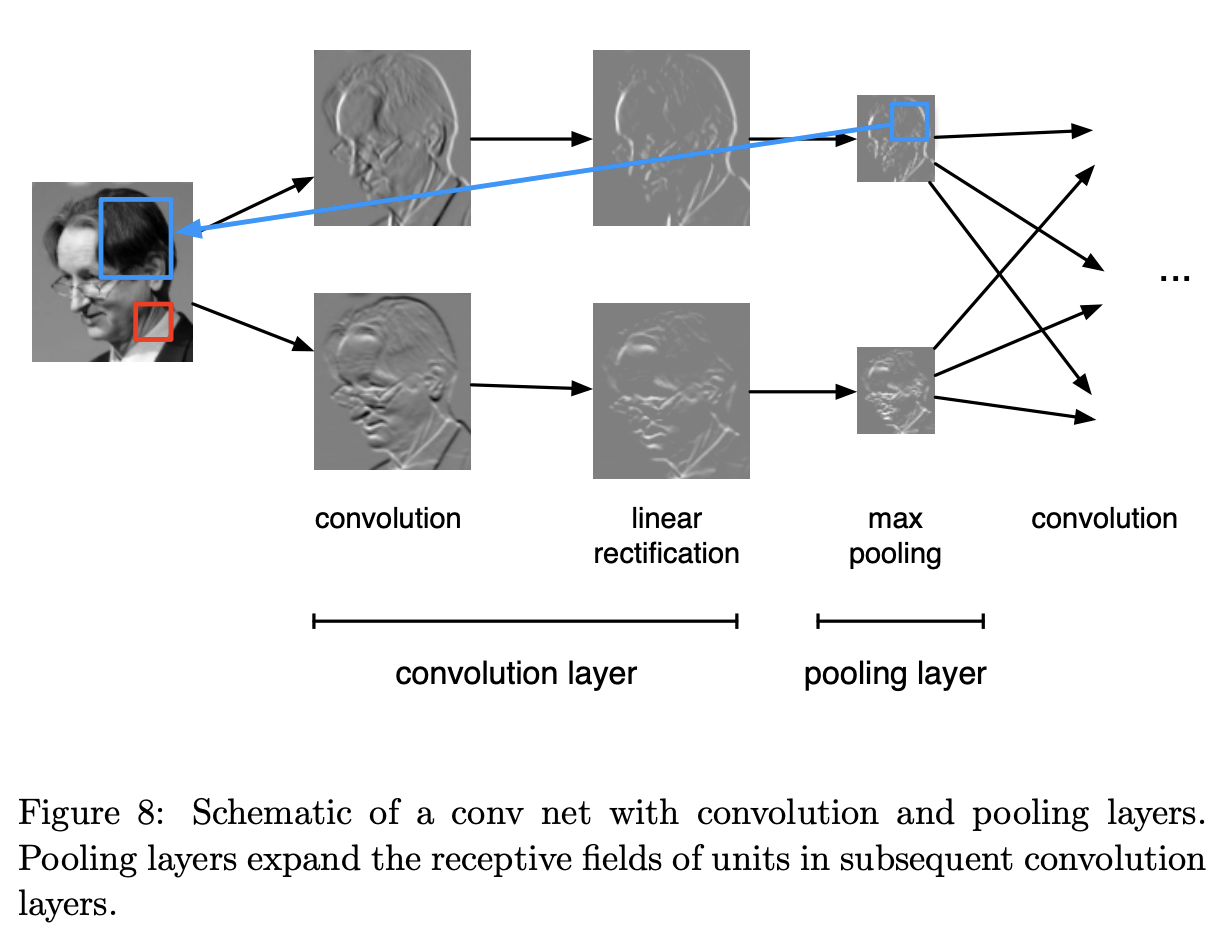 convolution
linear
rectification
max
pooling
convolution
...
convolution layer
pooling layer
Figure 8: Schematic of a conv net with convolution and pooling layers.
Pooling layers expand the receptive fields of units in subsequent convolution
layers.